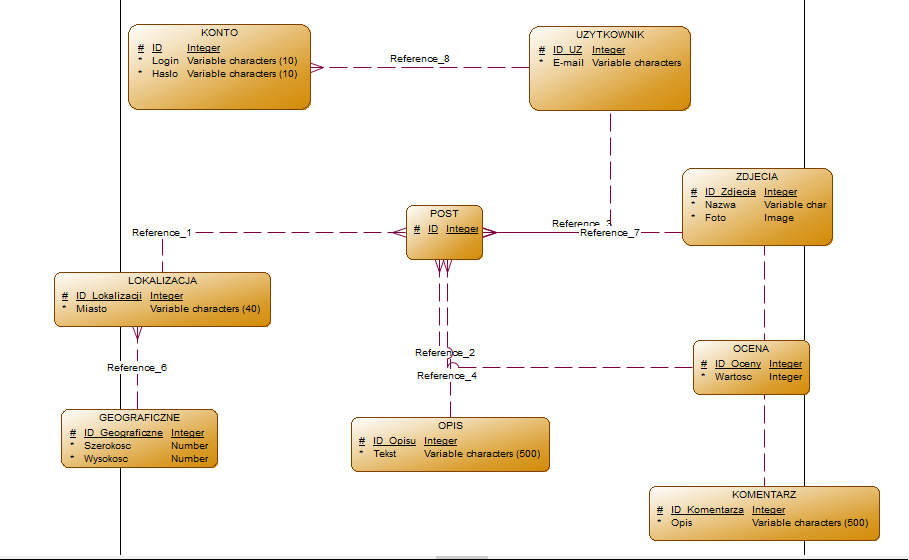 KONTO
# ID Integer
* Login Variable characters (10)
* Haslo Variable characters (10)
Reference_8
UZYTKOWNIK
# ID_UZ Integer
* E-mail Variable characters
ZDJECIA
# ID_Zdjecia Integer
* Nazwa Variable char
* Foto Image
POST
# ID Integer
Reference_3
Reference_7
Reference_1
LOKALIZACJA
# ID_Lokalizacji Integer
* Miasto Variable characters (40)
Reference_6
GEOGRAFICZNE
# ID_Geograficzne Integer
* Szerokosc Number
* Wysokosc Number
Reference_2
Reference_4
OCENA
# ID_Oceny Integer
* Wartosc Integer
OPIS
# ID_Opisu Integer
* Tekst Variable characters (500)
KOMENTARZ
# ID_Komentarza Integer
* Opis Variable characters (500)